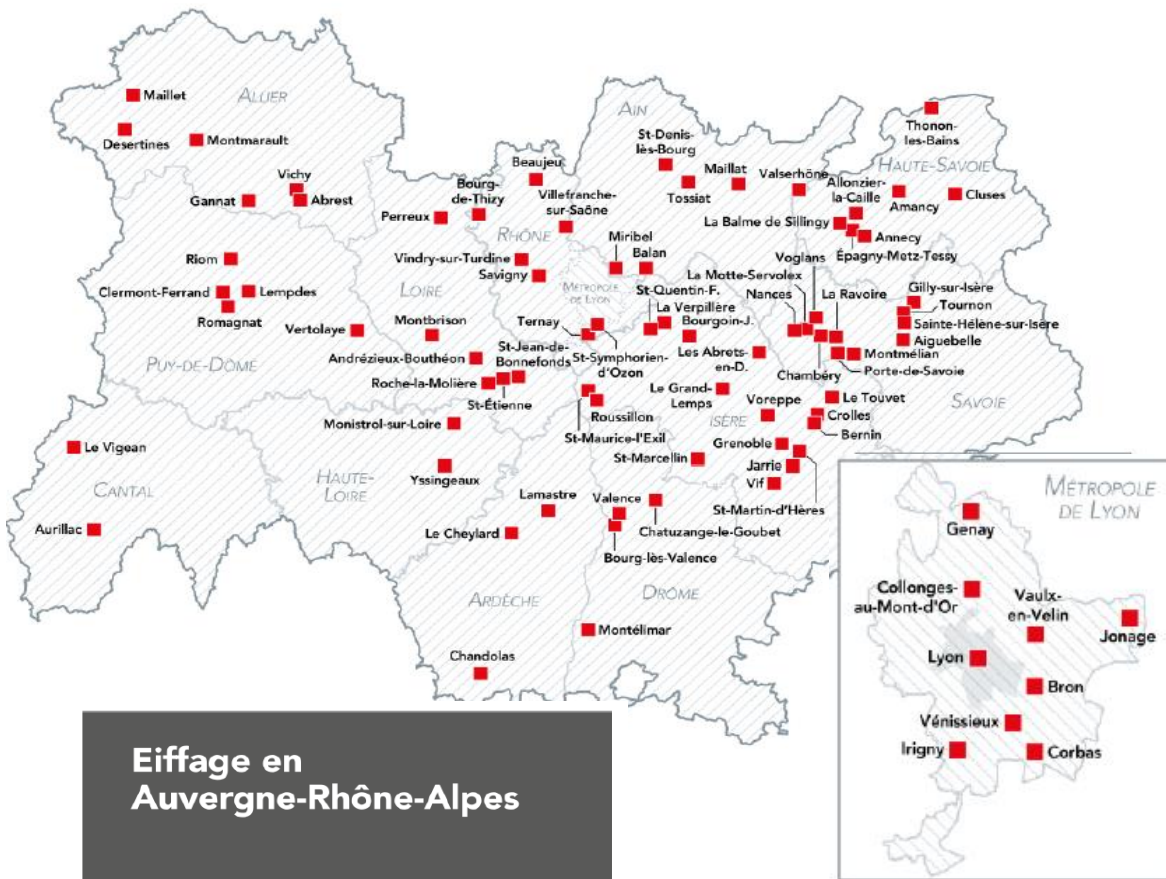 Maillet
ALLIER
Desertines
Montmarault
Vichy
Gannat
Abrest
Riom
Clermont-Ferrand
Lempdes
Romagnat
Vertolaye
PUY-DE-DÔME
Le Vigean
CANTAL
Aurillac
Perreux
LOIRE
Montbrison
Andrézieux-Bouthéon
St-Jean-de-
Bonnefonds
Roche-la-Molière
St-Étienne
Monistrol-sur-Loire
HAUTE-
LOIRE
Yssingeaux
Beaujeu
Bourg-
de-Thizy
Villefranche-
sur-Saône
RHÔNE
Vindry-sur-Turdine
Savigny
MÉTROPOLE
DE LYON
Ternay
St-Symphorien-
d'Ozon
AIN
St-Denis-
lès-Bourg
Maillat
Tossiat
Valserhône
Miribel
Balan
Thonon-
les-Bains
HAUTE-SAVOIE
Allonzier-
la-Caille
Amancy
Cluses
La Balme de Sillingy
Annecy
Épagny-Metz-Tessy
Voglans
La Motte-Servolex
Nances
La Ravoire
Gilly-sur-Isère
Tournon
Sainte-Hélène-sur-Isère
Aiguebelle
Montmélian
Porte-de-Savoie
Chambéry
SAVOIE
St-Quentin-F.
La Verpillère
Bourgoin-J.
Les Abrets-
en-D.
Le Grand-
Lemps
Voreppe
Le Touvet
Crolles
Bernin
ISÈRE
Roussillon
St-Maurice-l'Exil
Grenoble
St-Marcellin
Jarrie
Vif
St-Martin-d'Hères
Lamastre
Le Cheylard
Valence
Chatuzange-le-Goubet
Bourg-lès-Valence
ARDÈCHE
DRÔME
Montélimar
Chandolas
MÉTROPOLE
DE LYON
Genay
Collonges-
au-Mont-d'Or
Vaulx-
en-Velin
Jonage
Lyon
Bron
Vénissieux
Irigny
Corbas
Eiffage en
Auvergne-Rhône-Alpes